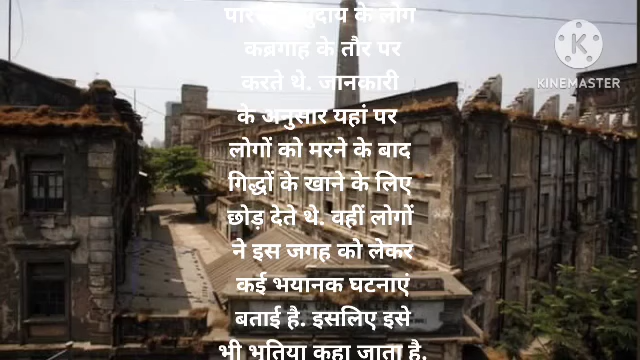 के लोग
कब्रगाह के तौर पर
करते थे. जानकारी
के अनुसार यहां पर
लोगों को मरने के बाद
गिद्धों के खाने के लिए
छोड़ देते थे. वहीं लोगों
ने इस जगह को लेकर
कई भयानक घटनाएं
बताई है. इसलिए इसे
भी भूतिया कहा जाता है.
K
KINEMASTER